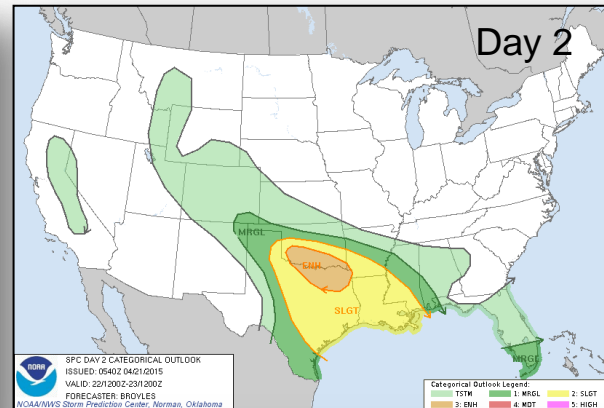 Day 2
MRGL
ENH
SLGT
MRGL
NOAA
SPC DAY 2 CATEGORICAL OUTLOOK
ISSUED: 0540Z 04/21/2015
VALID: 22/1200Z-23/1200Z
FORECASTER: BROYLES
NOAA/NWS Storm Prediction Center, Norman, Oklahoma
Categorical Outlook Legend:
TSTM 1: MRGL 2: SLGT
3: ENH 4: MDT 5: HIGH